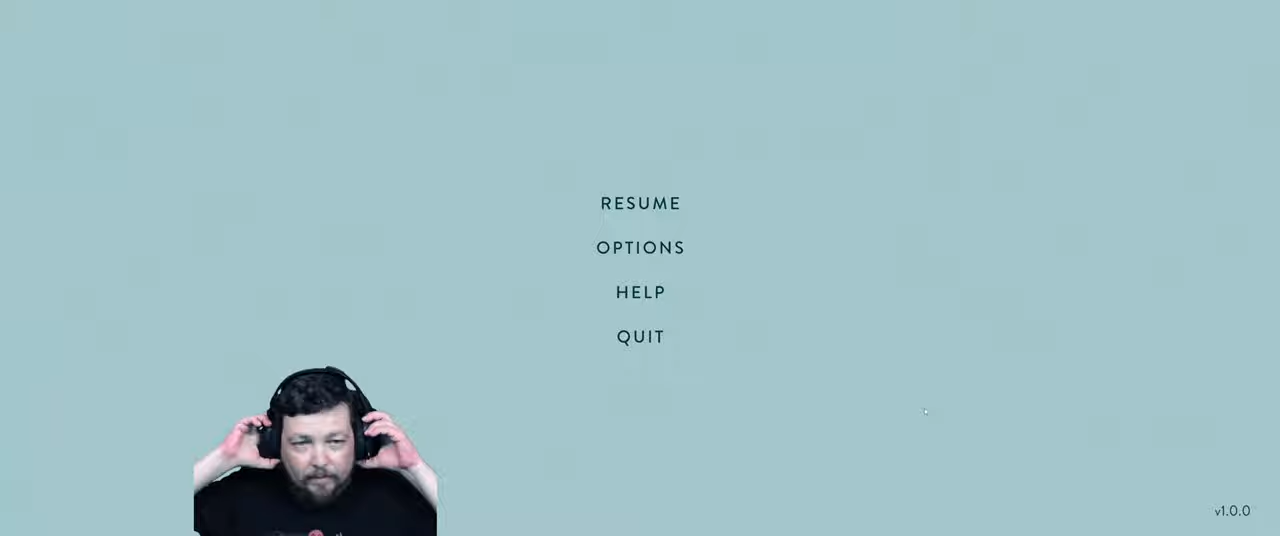 RESUME
OPTIONS
HELP
QUIT
v1.0.0